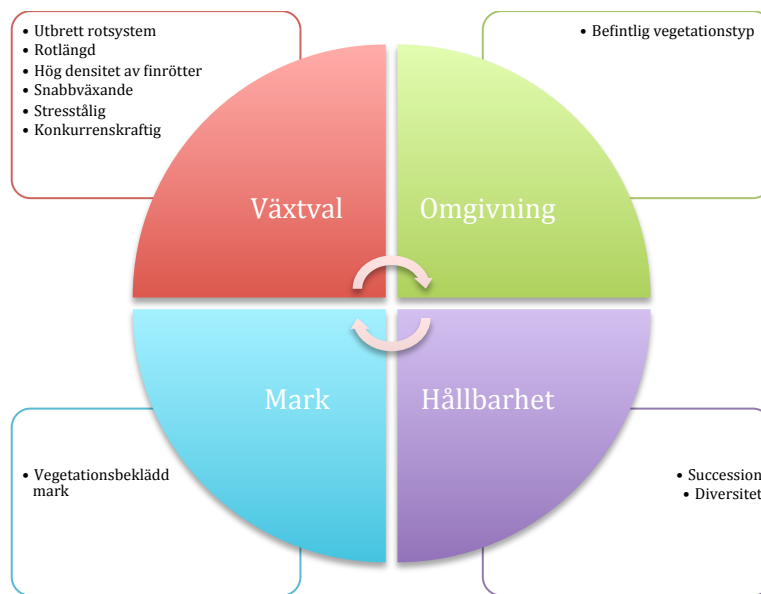 • Utbrett rotsystem
• Rotlängd
• Hög densitet av finrötter
• Snabbväxande
• Stresstålig
• Konkurrenskraftig
• Befintlig vegetationstyp
Växtval
Omgivning
Mark
Hållbarhet
• Vegetationsbeklädd
mark
• Succession
• Diversitet